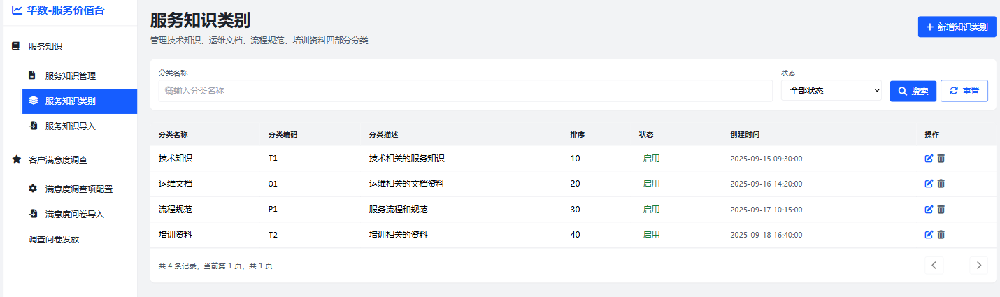 华数-服务价值台
服务知识
服务知识管理
服务知识类别
服务知识导入
客户满意度调查
满意度调查项配置
满意度问卷导入
调查问卷发放
服务知识类别
管理技术知识、运维文档、流程规范、培训资料四部分分类
新增知识类别
分类名称 状态
请输入分类名称 全部状态 搜索 重置
分类名称 分类编码 分类描述 排序 状态 创建时间 操作
技术知识 T1 技术相关的服务知识 10 启用 2025-09-15 09:30:00
运维文档 O1 运维相关的文档资料 20 启用 2025-09-16 14:20:00
流程规范 P1 服务流程和规范 30 启用 2025-09-17 10:15:00
培训资料 T2 培训相关的资料 40 启用 2025-09-18 16:40:00
共 4 条记录，当前第 1 页，共 1 页